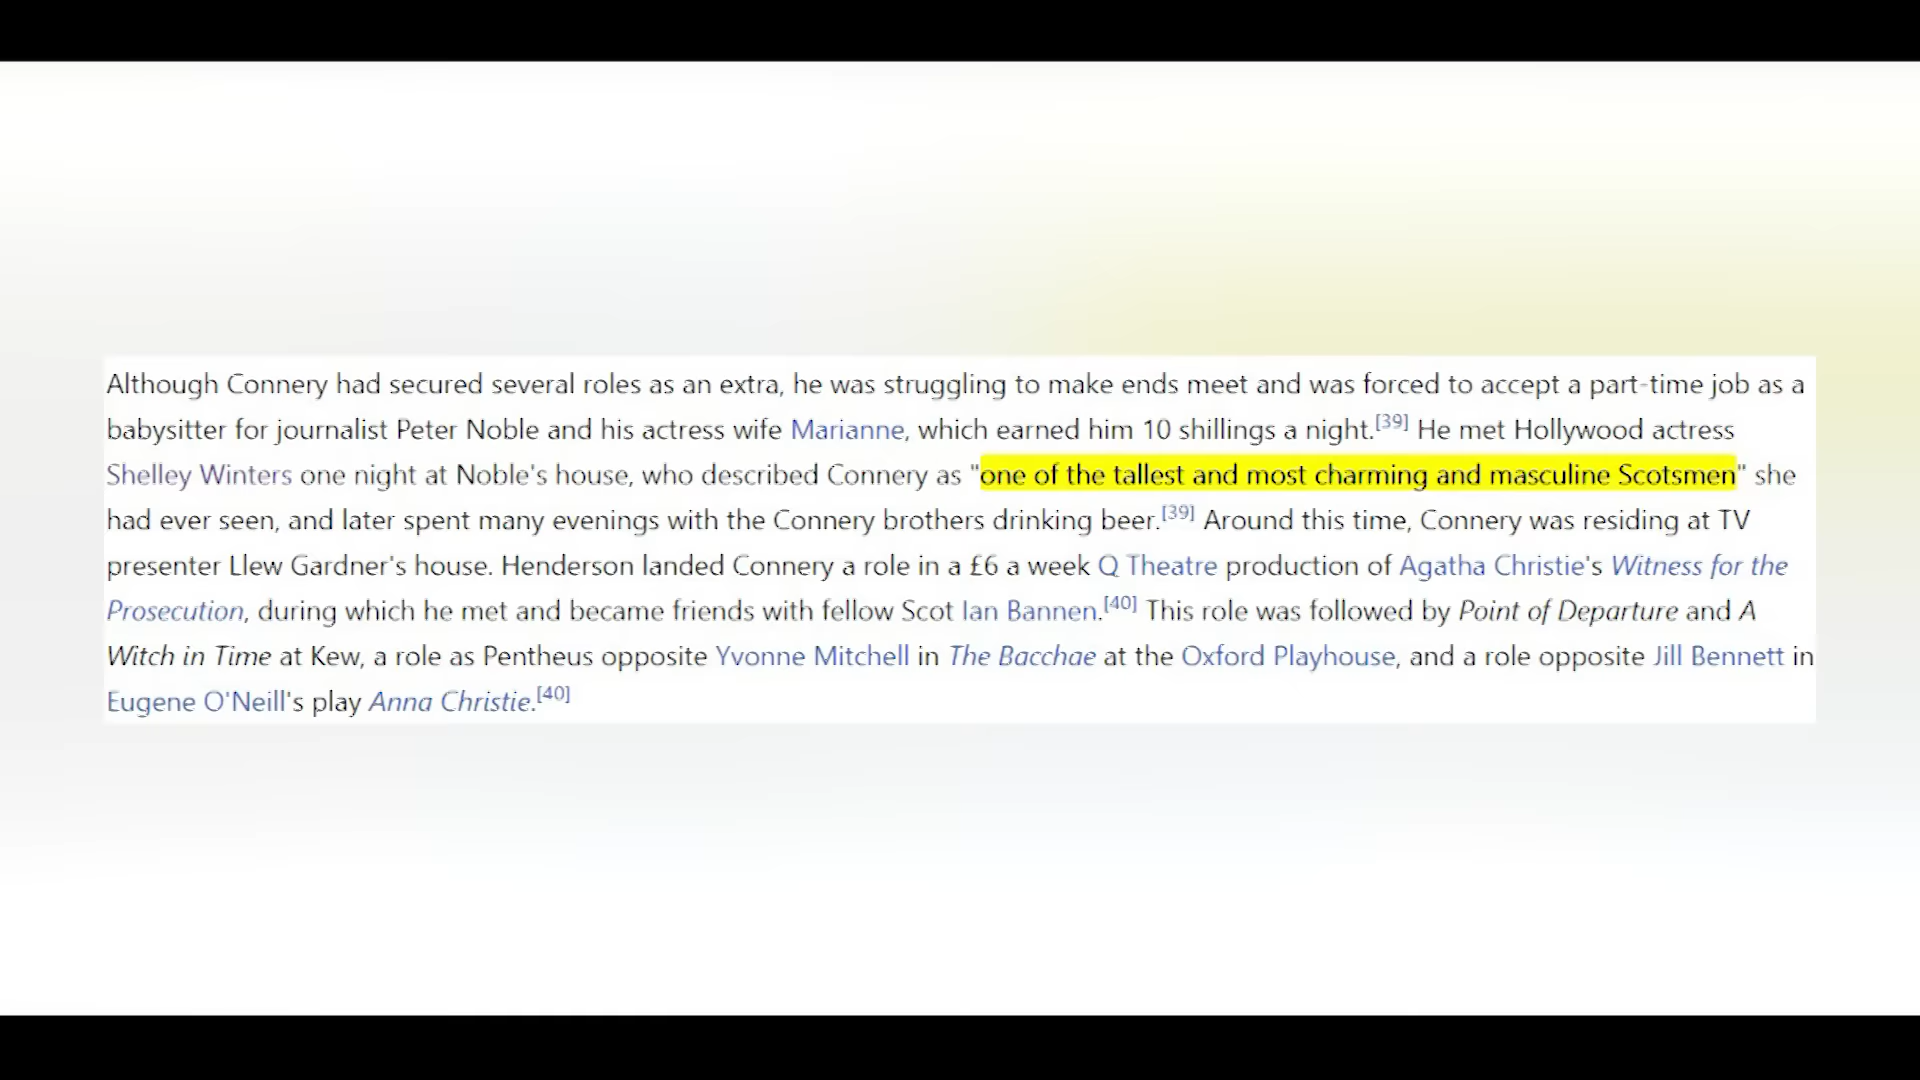 Although Connery had secured several roles as an extra, he was struggling to make ends meet and was forced to accept a part-time job as a
babysitter for journalist Peter Noble and his actress wife Marianne, which earned him 10 shillings a night.[39] He met Hollywood actress
Shelley Winters one night at Noble's house, who described Connery as "one of the tallest and most charming and masculine Scotsmen" she
had ever seen, and later spent many evenings with the Connery brothers drinking beer.[39] Around this time, Connery was residing at TV
presenter Llew Gardner's house. Henderson landed Connery a role in a £6 a week Q Theatre production of Agatha Christie's Witness for the
Prosecution, during which he met and became friends with fellow Scot Ian Bannen.[40] This role was followed by Point of Departure and A
Witch in Time at Kew, a role as Pentheus opposite Yvonne Mitchell in The Bacchae at the Oxford Playhouse, and a role opposite Jill Bennett in
Eugene O'Neill's play Anna Christie.[40]